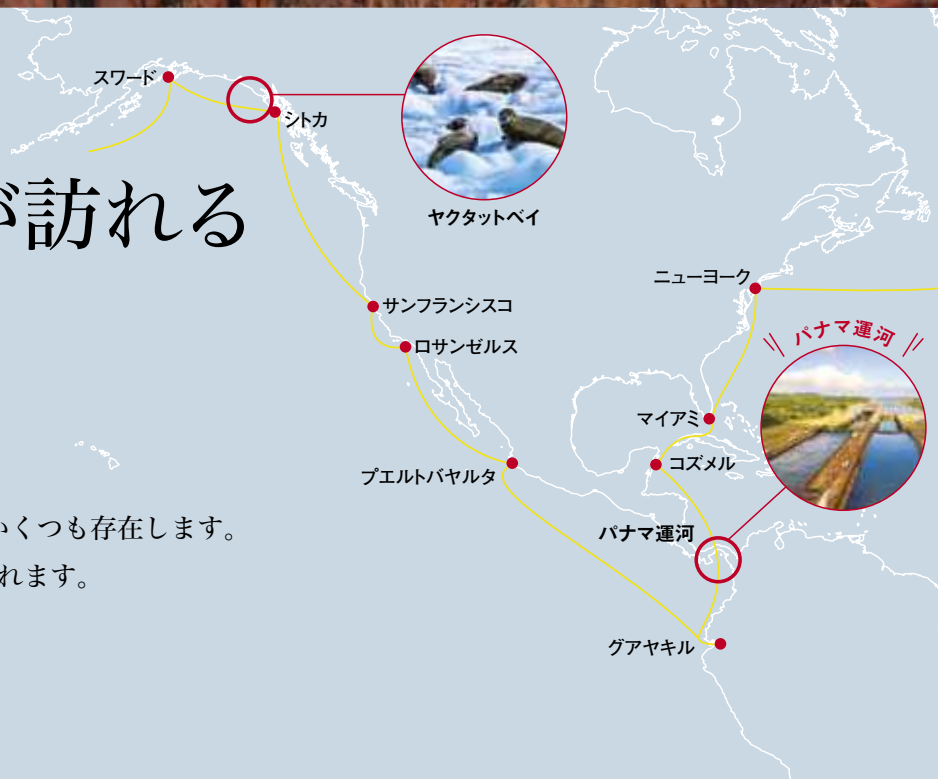 スワード
シトカ
ヤクタットベイ
が訪れる
ニューヨーク
サンフランシスコ
パナマ運河
ロサンゼルス
マイアミ
コズメル
プエルトバヤルタ
いくつも存在します。
パナマ運河
れます。
グアヤキル